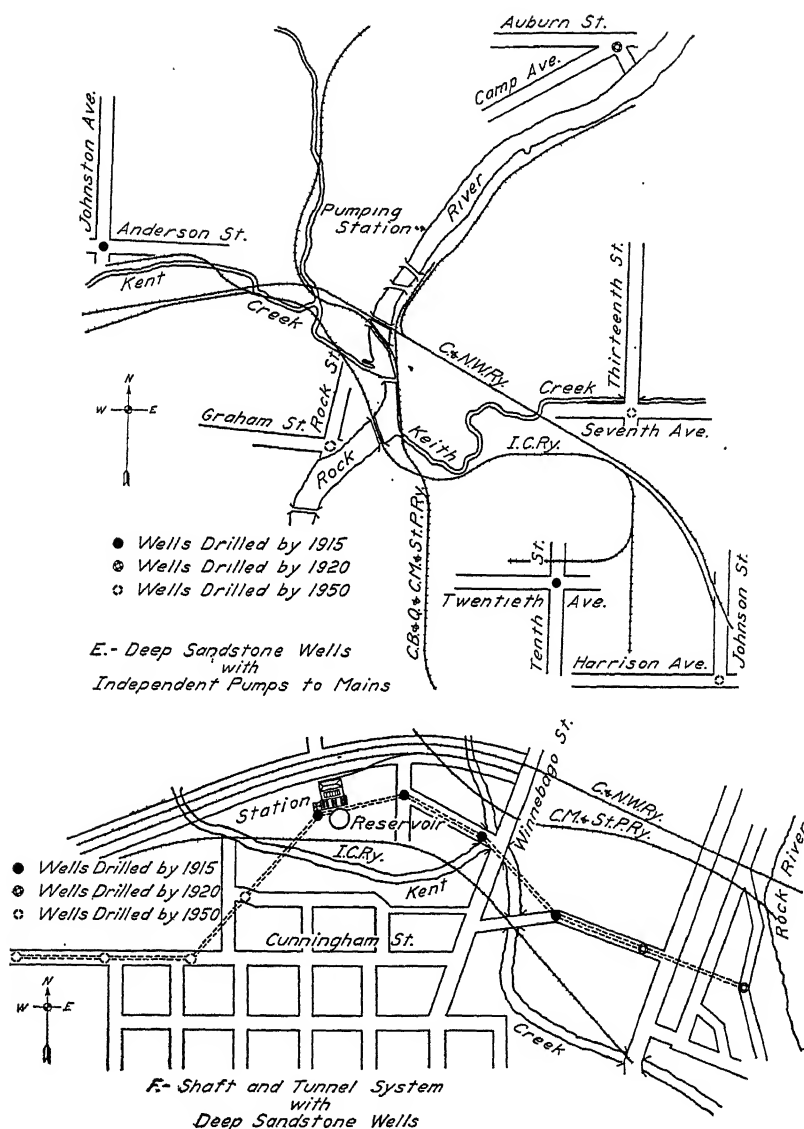 Auburn St.
Camp Ave.
Johnston Ave.
River
Pumping
Station
Anderson St.
Kent
Creek
Thirteenth St.
C.&N.W.Ry.
Rock St.
Creek
N
W E
Graham St.
Keith
Seventh Ave.
I.C.Ry.
Rock
C.B.&Q.& C.M.& St.P.Ry.
Wells Drilled by 1915
Wells Drilled by 1920
Wells Drilled by 1950
St.
Twentieth Ave.
Tenth
Johnson St.
Harrison Ave.
E.- Deep Sandstone Wells
with
Independent Pumps to Mains
Winnebago St.
Station
Reservoir
C.&N.W.Ry.
C.M.& St.P.Ry.
I.C.Ry.
Kent
Rock River
Wells Drilled by 1915
Wells Drilled by 1920
Wells Drilled by 1950
Cunningham St.
N
W E
Creek
F.- Shaft and Tunnel System
with
Deep Sandstone Wells